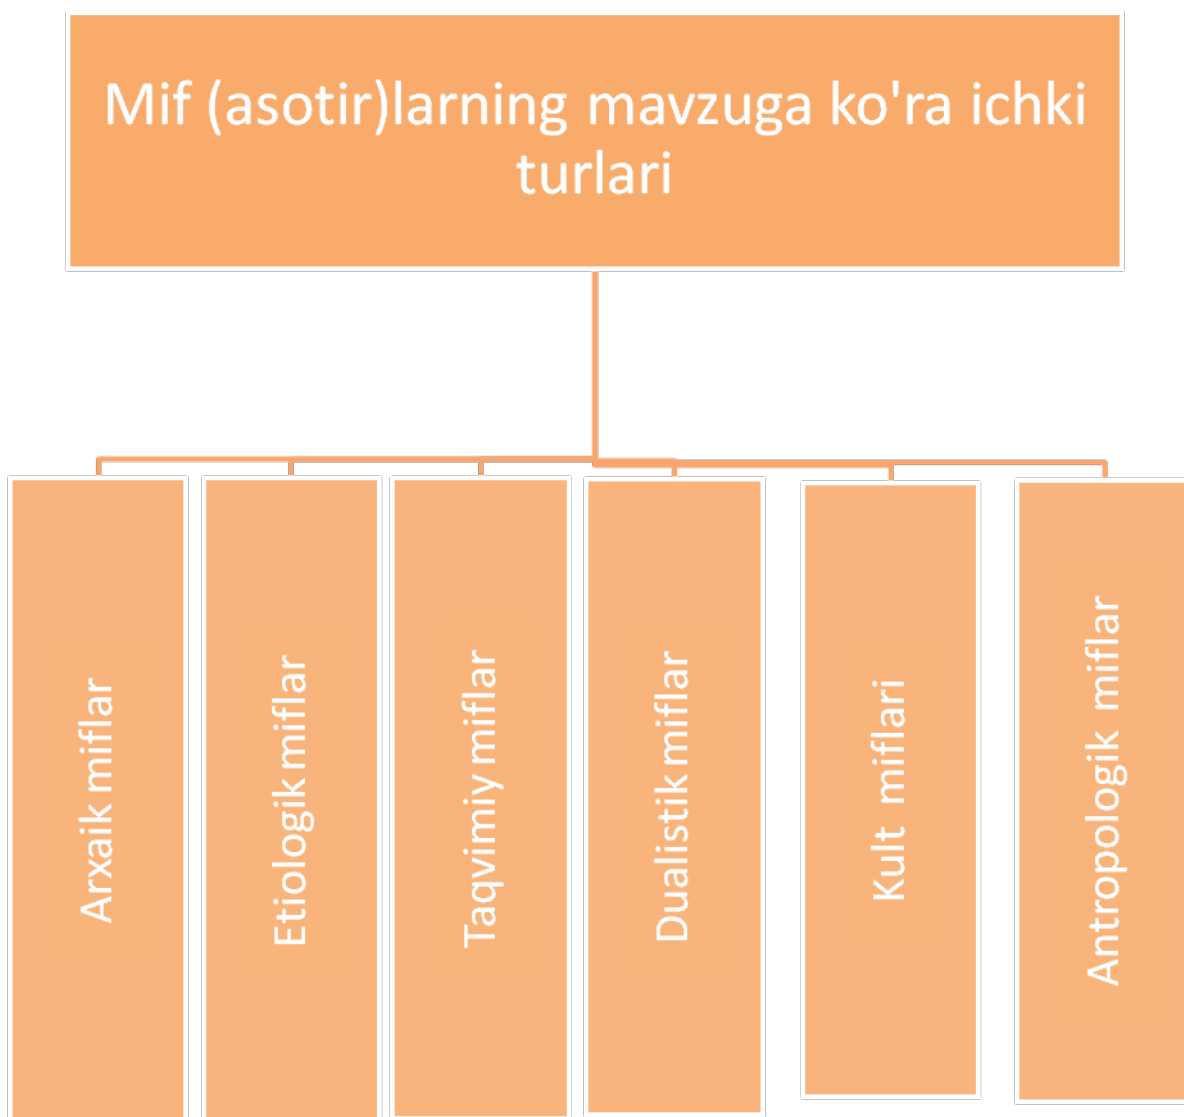 Mif (asotir)larning mavzuga ko'ra ichki
turlari
Arxaik miflar
Etiologik miflar
Taqvimiy miflar
Dualistik miflar
Kult miflari
Antropologik miflar